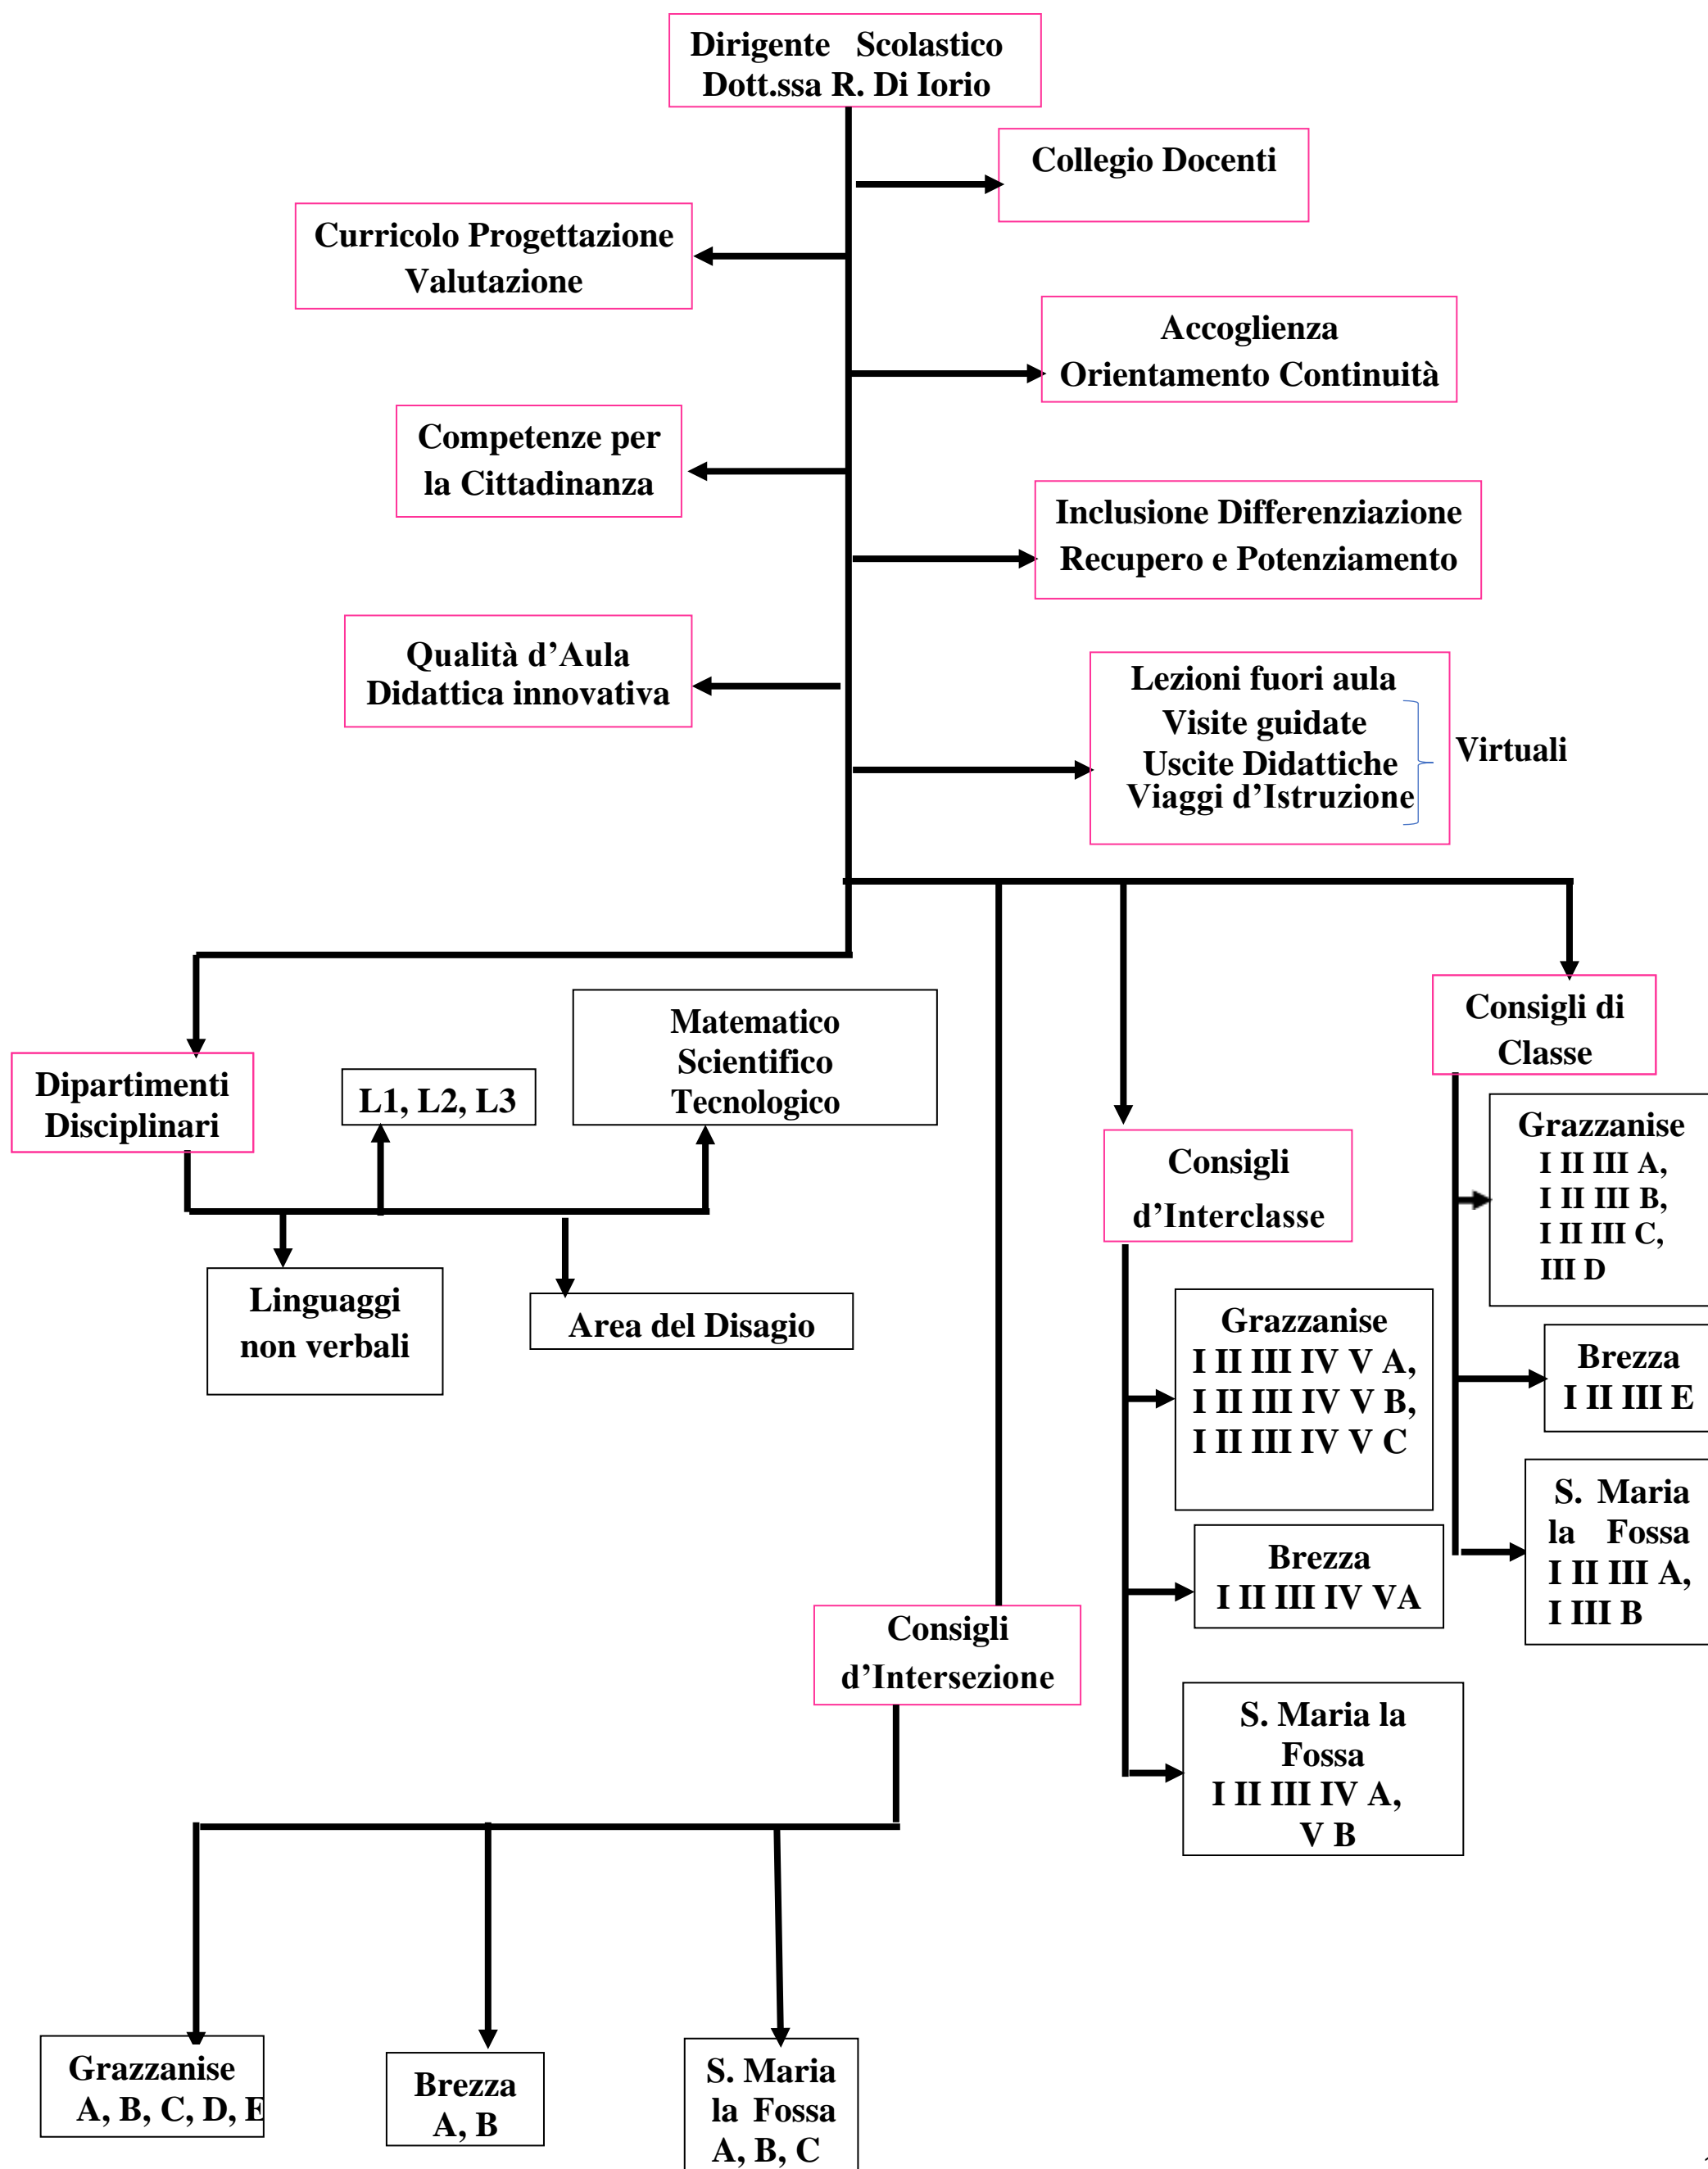 Dirigente Scolastico
Dott.ssa R. Di Iorio
Collegio Docenti
Curricolo Progettazione
Valutazione
Accoglienza
Orientamento Continuità
Competenze per
la Cittadinanza
Inclusione Differenziazione
Recupero e Potenziamento
Qualità d’Aula
Didattica innovativa
Lezioni fuori aula
Visite guidate
Uscite Didattiche
Viaggi d’Istruzione
Virtuali
Dipartimenti
Disciplinari
L1, L2, L3
Matematico
Scientifico
Tecnologico
Linguaggi
non verbali
Area del Disagio
Consigli di
Classe
Grazzanise
I II III A,
I II III B,
I II III C,
III D
Brezza
I II III E
S. Maria
la Fossa
I II III A,
I III B
Consigli
d’Interclasse
Grazzanise
I II III IV V A,
I II III IV V B,
I II III IV V C
Brezza
I II III IV VA
S. Maria la
Fossa
I II III IV A,
V B
Consigli
d’Intersezione
Grazzanise
A, B, C, D, E
Brezza
A, B
S. Maria
la Fossa
A, B, C